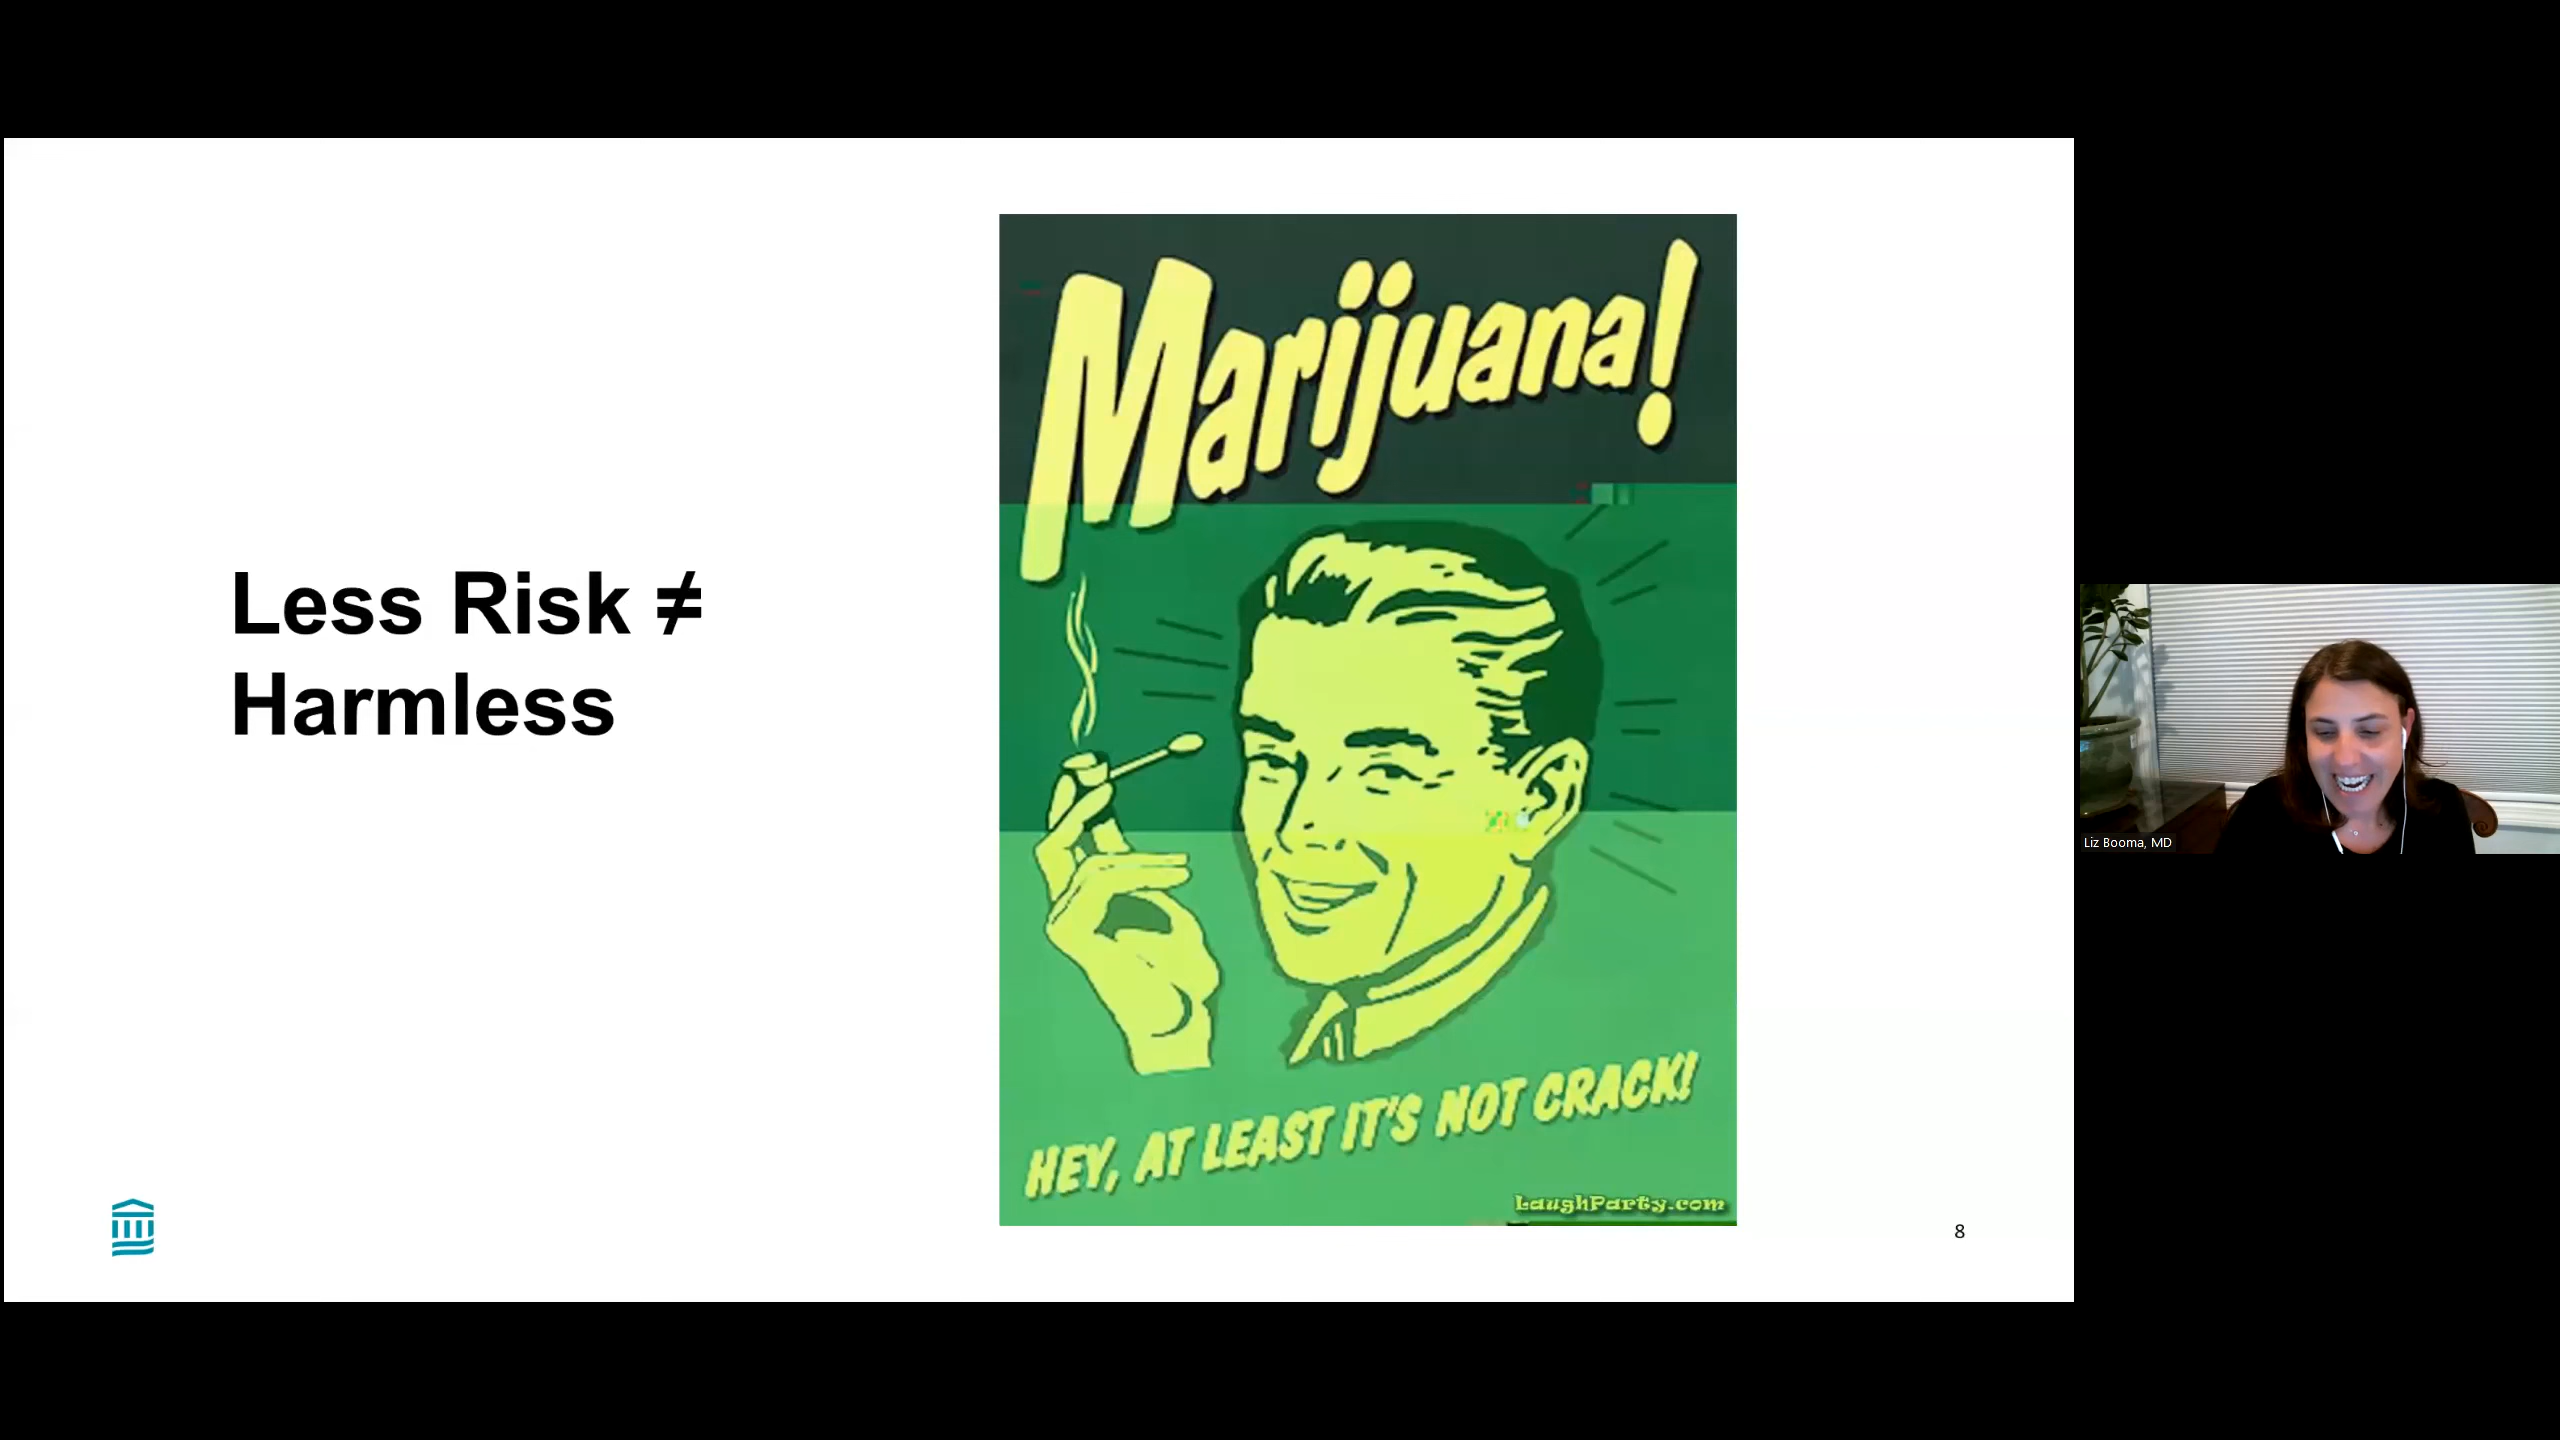 Less Risk ≠
Harmless
Marijuana!
HEY, AT LEAST IT'S NOT CRACK!
LaughParty.com
8
Liz Booma, MD